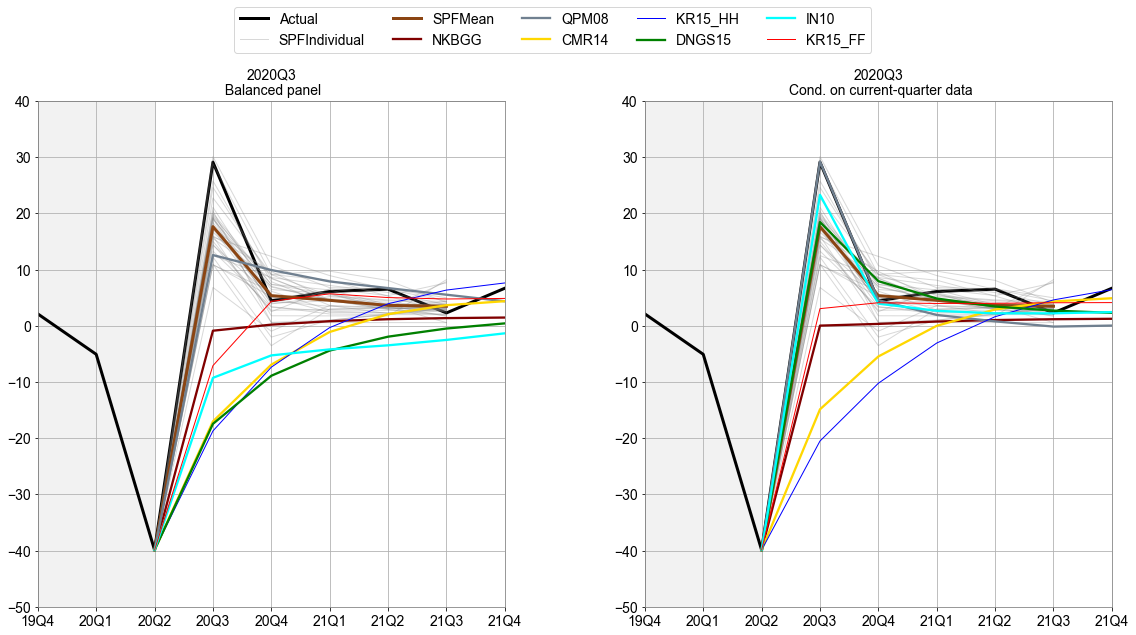 Actual SPFMean QPM08 KR15_HH IN10
SPFIndividual NKBGG CMR14 DNGS15 KR15_FF
2020Q3
Balanced panel
40
30
20
10
0
−10
−20
−30
−40
−50
19Q4 20Q1 20Q2 20Q3 20Q4 21Q1 21Q2 21Q3 21Q4
2020Q3
Cond. on current-quarter data
40
30
20
10
0
−10
−20
−30
−40
−50
19Q4 20Q1 20Q2 20Q3 20Q4 21Q1 21Q2 21Q3 21Q4